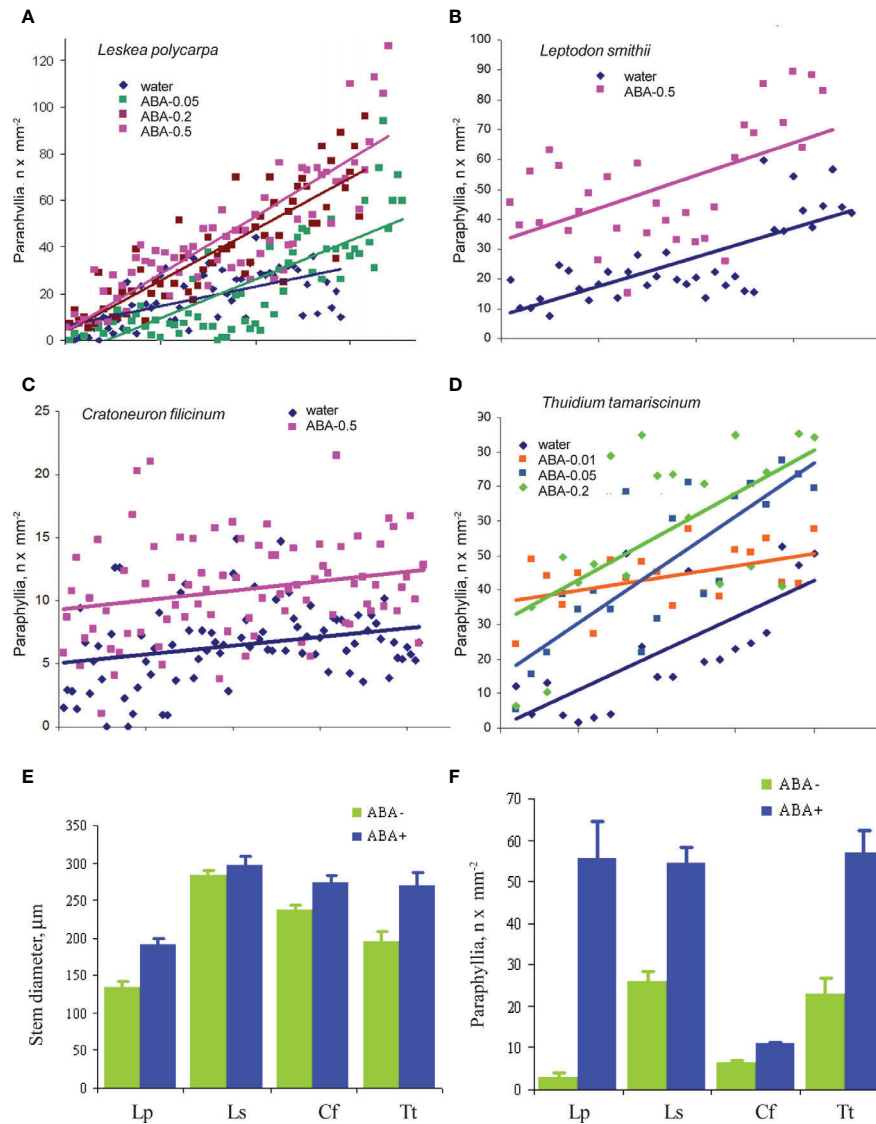 A
Leskea polycarpa
water
ABA-0.05
ABA-0.2
ABA-0.5
Paraphyllia, n x mm-2
120
100
80
60
40
20
0
B
Leptodon smithii
water
ABA-0.5
Paraphyllia, n x mm-2
100
90
80
70
60
50
40
30
20
10
0
C
Cratoneuron filicinum
water
ABA-0.5
Paraphyllia, n x mm-2
25
20
15
10
5
0
D
Thuidium tamariscinum
water
ABA-0.01
ABA-0.05
ABA-0.2
Paraphyllia, n x mm-2
90
80
70
60
50
40
30
20
10
0
E
ABA-
ABA+
Stem diameter, µm
350
300
250
200
150
100
50
0
Lp Ls Cf Tt
F
ABA-
ABA+
Paraphyllia, n x mm-2
70
60
50
40
30
20
10
0
Lp Ls Cf Tt